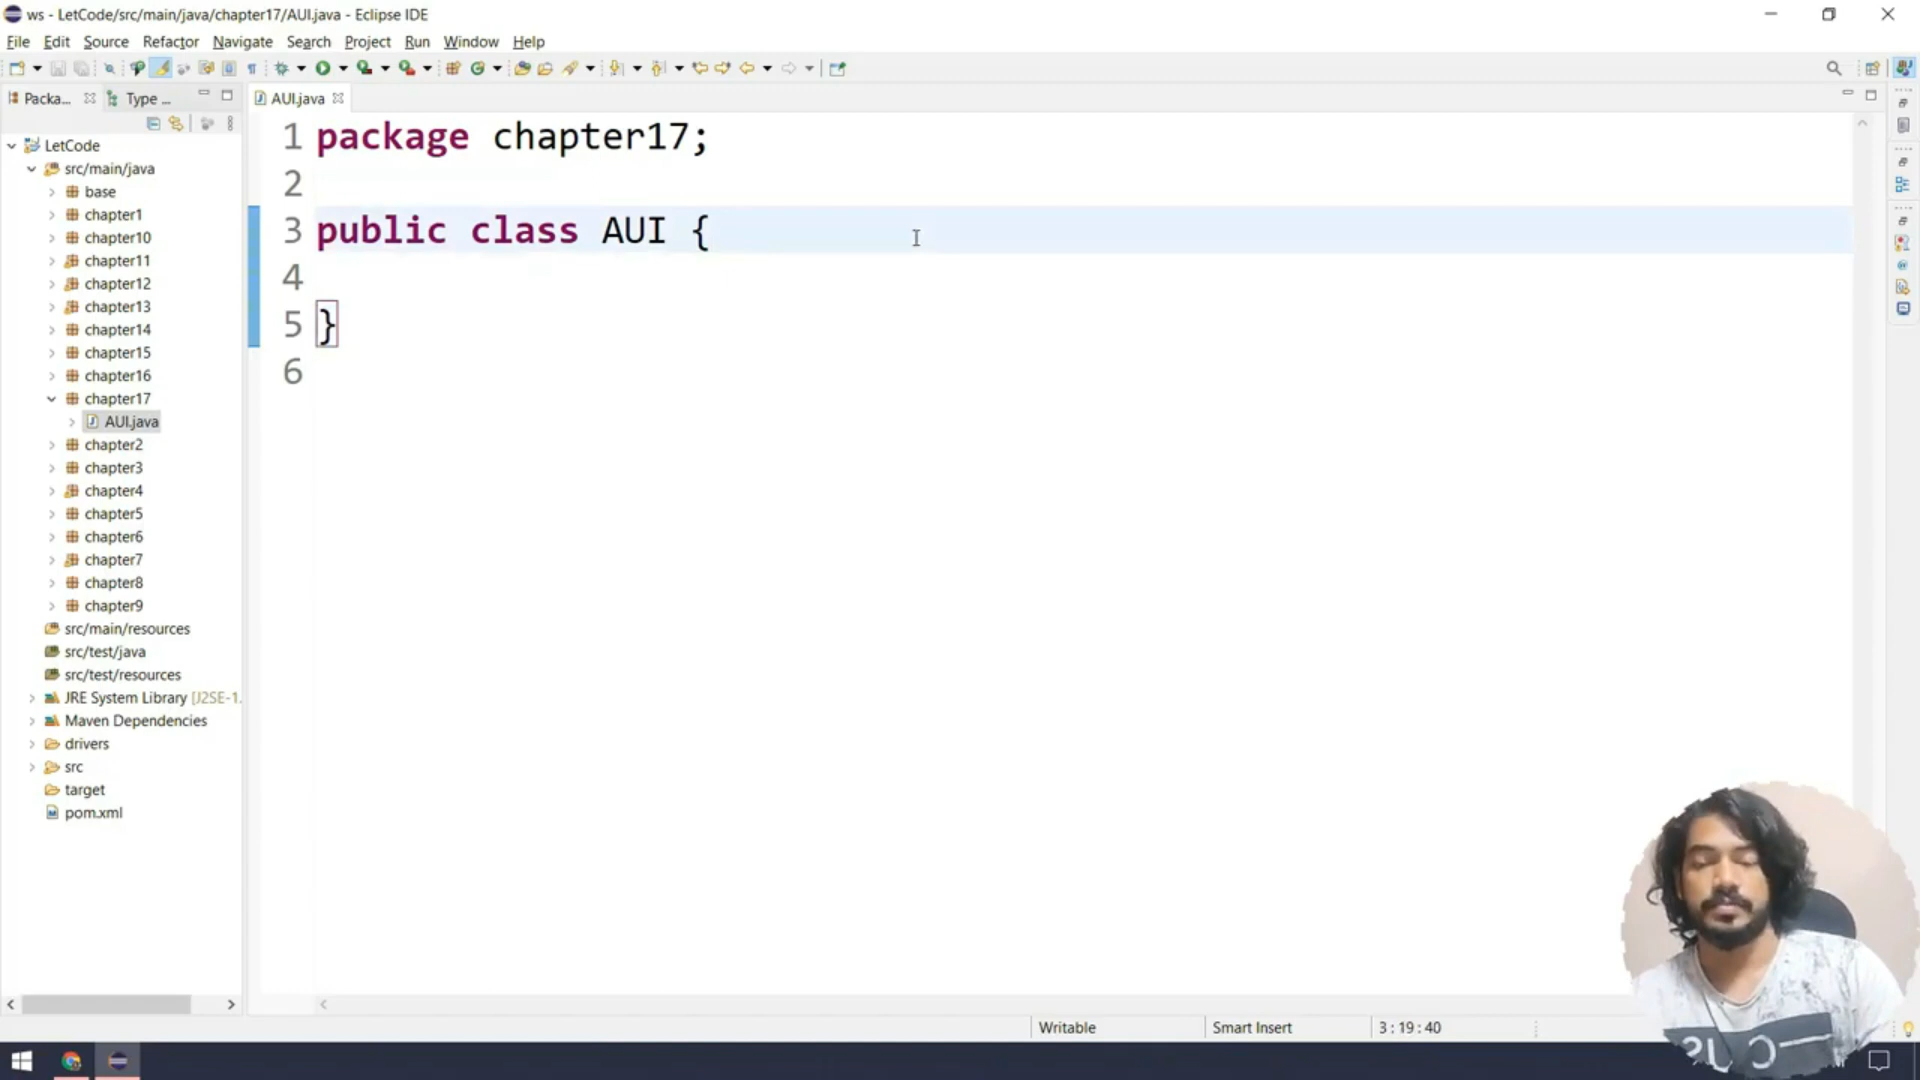 ws - LetCode/src/main/java/chapter17/AUI.java - Eclipse IDE
File Edit Source Refactor Navigate Search Project Run Window Help
Packa... Type ...
AUI.java
LetCode
src/main/java
base
chapter1
chapter10
chapter11
chapter12
chapter13
chapter14
chapter15
chapter16
chapter17
AUI.java
chapter2
chapter3
chapter4
chapter5
chapter6
chapter7
chapter8
chapter9
src/main/resources
src/test/java
src/test/resources
JRE System Library [J2SE-1.
Maven Dependencies
drivers
src
target
pom.xml
1 package chapter17;
2
3 public class AUI {
4
5 }
6
Writable Smart Insert 3 : 19 : 40